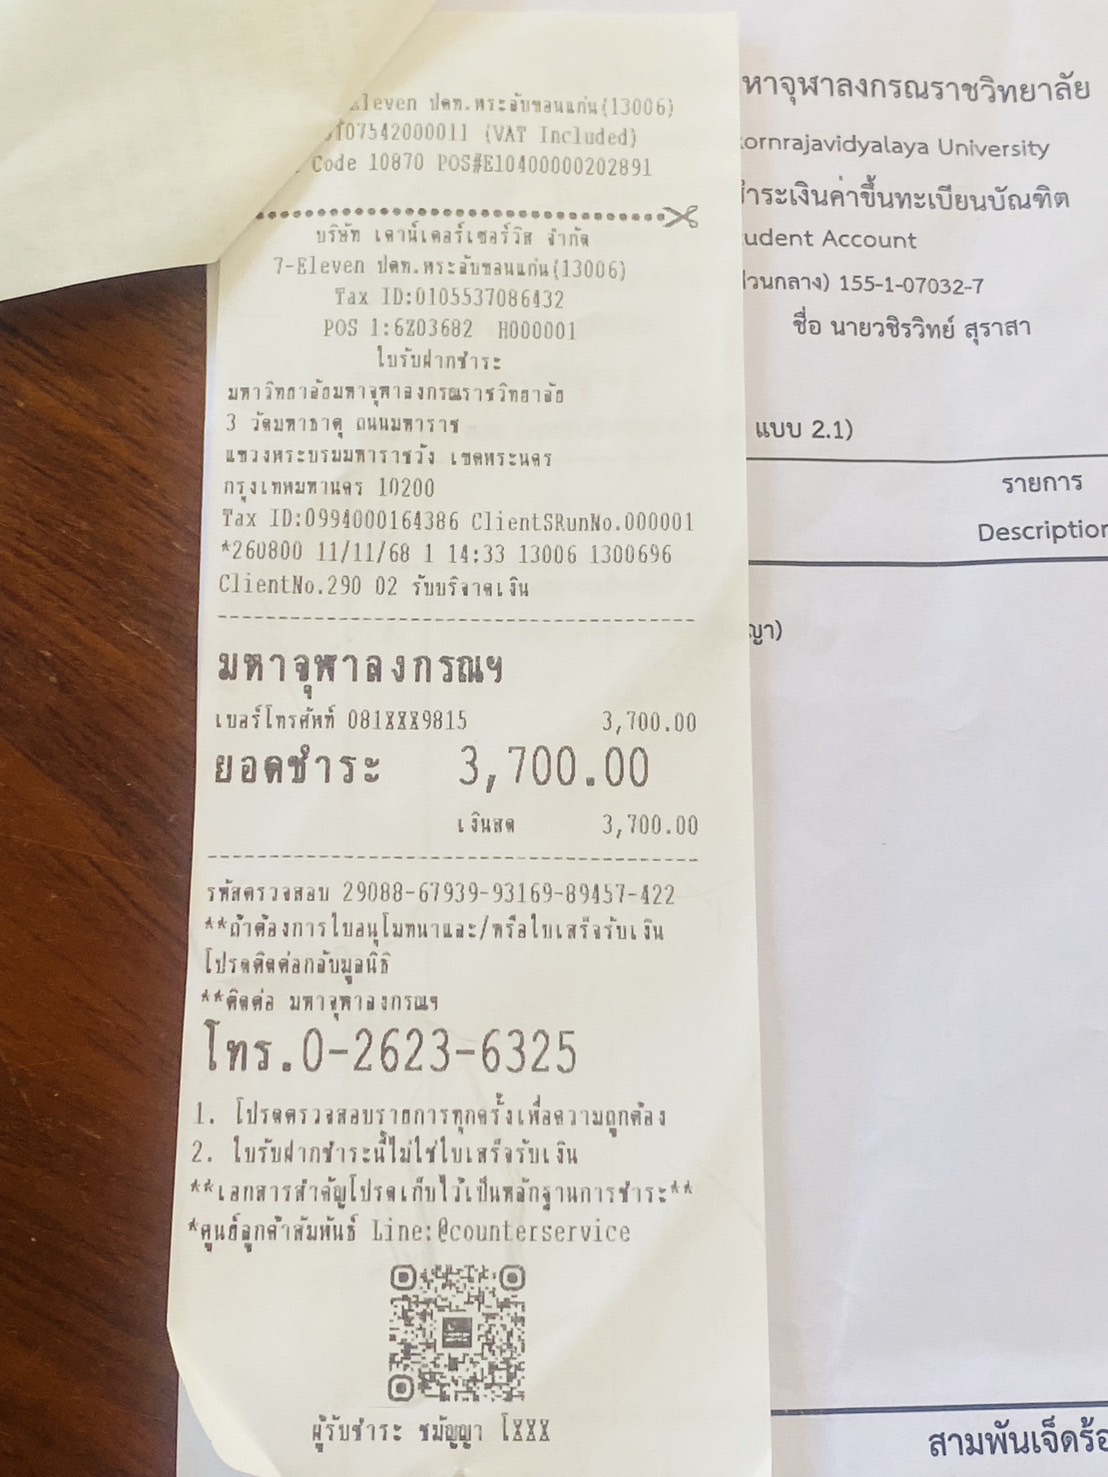 Eleven ปตท.พระลับขอนแก่น(13006)
07542000011 (VAT Included)
Code 10870 POS#E10400000202891
บริษัท เคาน์เตอร์เซอร์วิส จำกัด
7-Eleven ปตท.พระลับขอนแก่น(13006)
Tax ID:0105537086432
POS 1:6Z03682 H000001
ใบรับฝากชำระ
มหาวิทยาลัยมหาจุฬาลงกรณราชวิทยาลัย
3 วัดมหาธาตุ ถนนมหาราช
แขวงพระบรมมหาราชวัง เขตพระนคร
กรุงเทพมหานคร 10200
Tax ID:0994000164386 ClientSRunNo.000001
*260800 11/11/68 1 14:33 13006 1300696
ClientNo.290 02 รับบริจาคเงิน
มหาจุฬาลงกรณฯ
เบอร์โทรศัพท์ 081XXX9815 3,700.00
ยอดชำระ 3,700.00
เงินสด 3,700.00
รหัสตรวจสอบ 29088-67939-93169-89457-422
**ถ้าต้องการใบอนุโมทนาและ/หรือใบเสร็จรับเงิน
โปรดติดต่อกลับมูลนิธิ
**ติดต่อ มหาจุฬาลงกรณฯ
โทร.0-2623-6325
1. โปรดตรวจสอบรายการทุกครั้งเพื่อความถูกต้อง
2. ใบรับฝากชำระนี้ไม่ใช่ใบเสร็จรับเงิน
**เอกสารสำคัญโปรดเก็บไว้เป็นหลักฐานการชำระ**
*ศูนย์ลูกค้าสัมพันธ์ Line:@counterservice
ผู้รับชำระ ชมัญญา โXXX
หาจุฬาลงกรณราชวิทยาลัย
ornrajavidyalaya University
ชำระเงินค่าขึ้นทะเบียนบัณฑิต
udent Account
วนกลาง) 155-1-07032-7
ชื่อ นายวชิรวิทย์ สุราสา
แบบ 2.1)
รายการ
Description
ญา)
สามพันเจ็ดร้อ